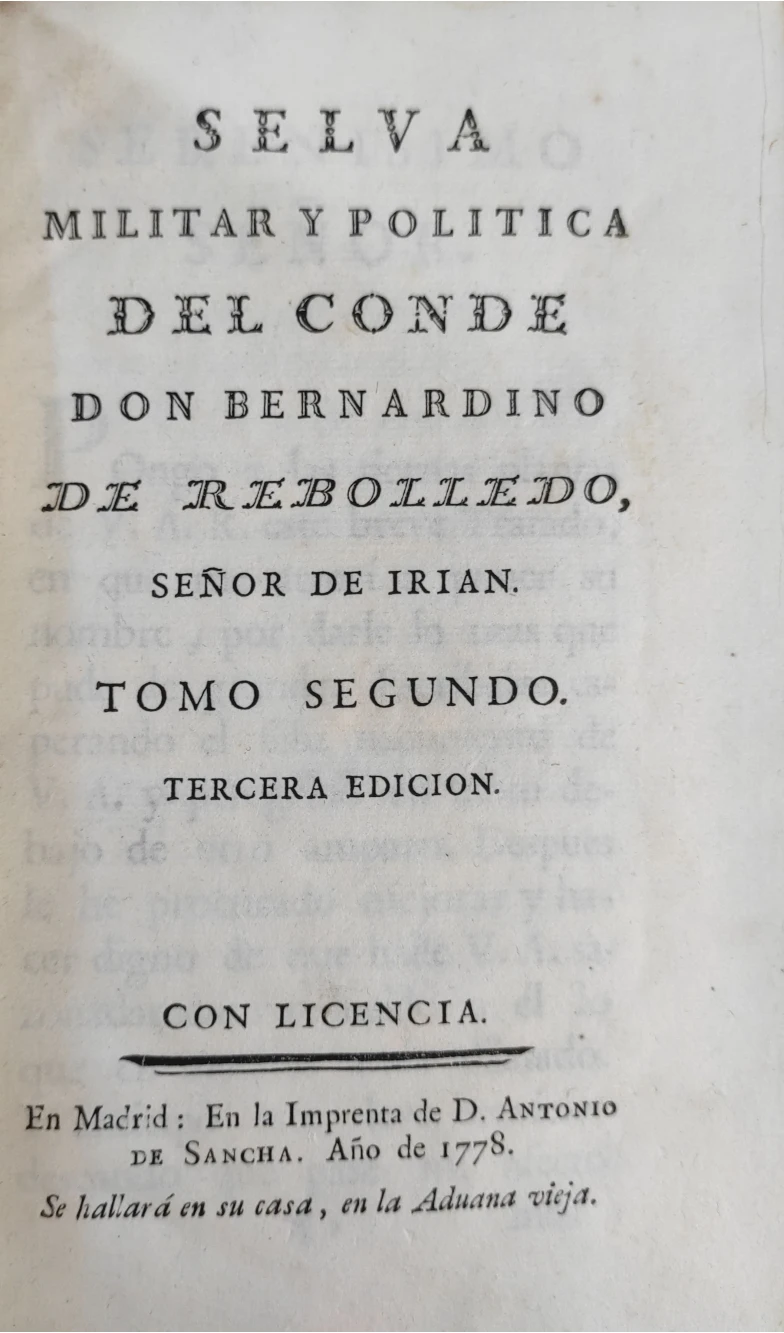 SELVA
MILITAR Y POLITICA
DEL CONDE
DON BERNARDINO
DE REBOLLEDO,
SEÑOR DE IRIAN.
TOMO SEGUNDO.
TERCERA EDICION.
CON LICENCIA.
En Madrid: En la Imprenta de D. ANTONIO
DE SANCHA. Año de 1778.
Se hallará en su casa, en la Aduana vieja.